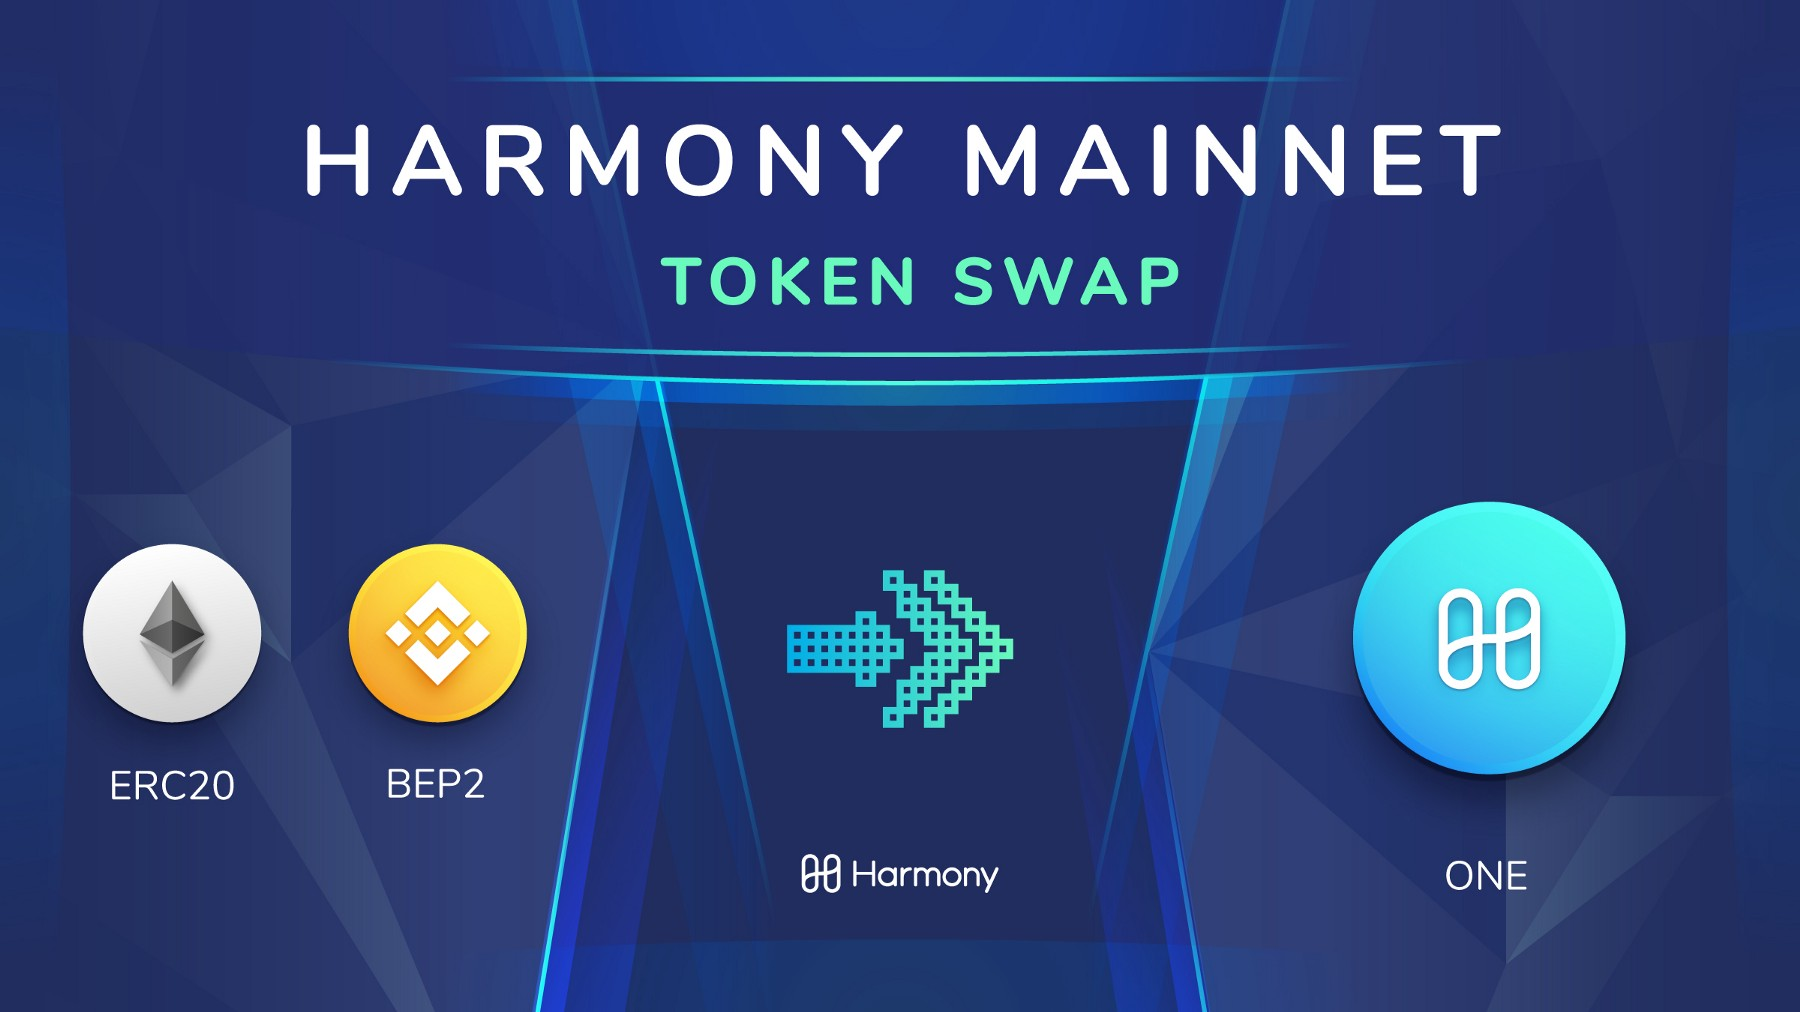 HARMONY MAINNET
TOKEN SWAP
ERC20
BEP2
Harmony
ONE